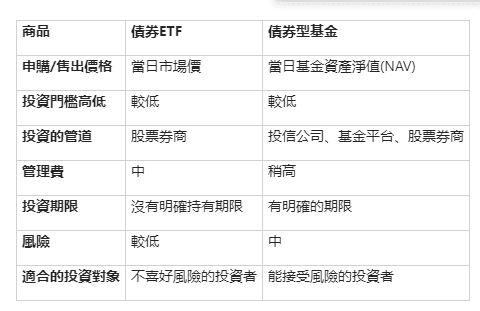 商品 債券ETF 債券型基金
申購/售出價格 當日市場價 當日基金資產淨值(NAV)
投資門檻高低 較低 較低
投資的管道 股票券商 投信公司、基金平台、股票券商
管理費 中 稍高
投資期限 沒有明確持有期限 有明確的期限
風險 較低 中
適合的投資對象 不喜好風險的投資者 能接受風險的投資者